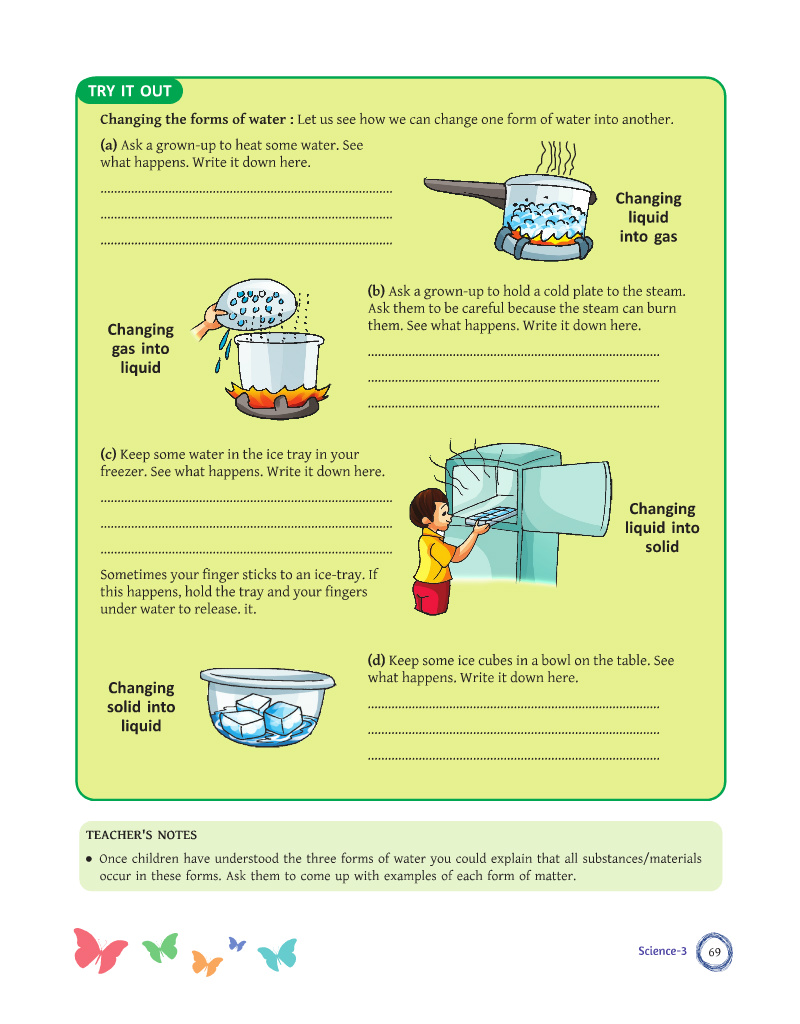 TRY IT OUT
Changing the forms of water : Let us see how we can change one form of water into another.
(a) Ask a grown-up to heat some water. See
what happens. Write it down here.
Changing
liquid
into gas
(b) Ask a grown-up to hold a cold plate to the steam.
Ask them to be careful because the steam can burn
them. See what happens. Write it down here.
Changing
gas into
liquid
(c) Keep some water in the ice tray in your
freezer. See what happens. Write it down here.
Changing
liquid into
solid
Sometimes your finger sticks to an ice-tray. If
this happens, hold the tray and your fingers
under water to release. it.
(d) Keep some ice cubes in a bowl on the table. See
what happens. Write it down here.
Changing
solid into
liquid
TEACHER'S NOTES
• Once children have understood the three forms of water you could explain that all substances/materials
occur in these forms. Ask them to come up with examples of each form of matter.
Science-3 69